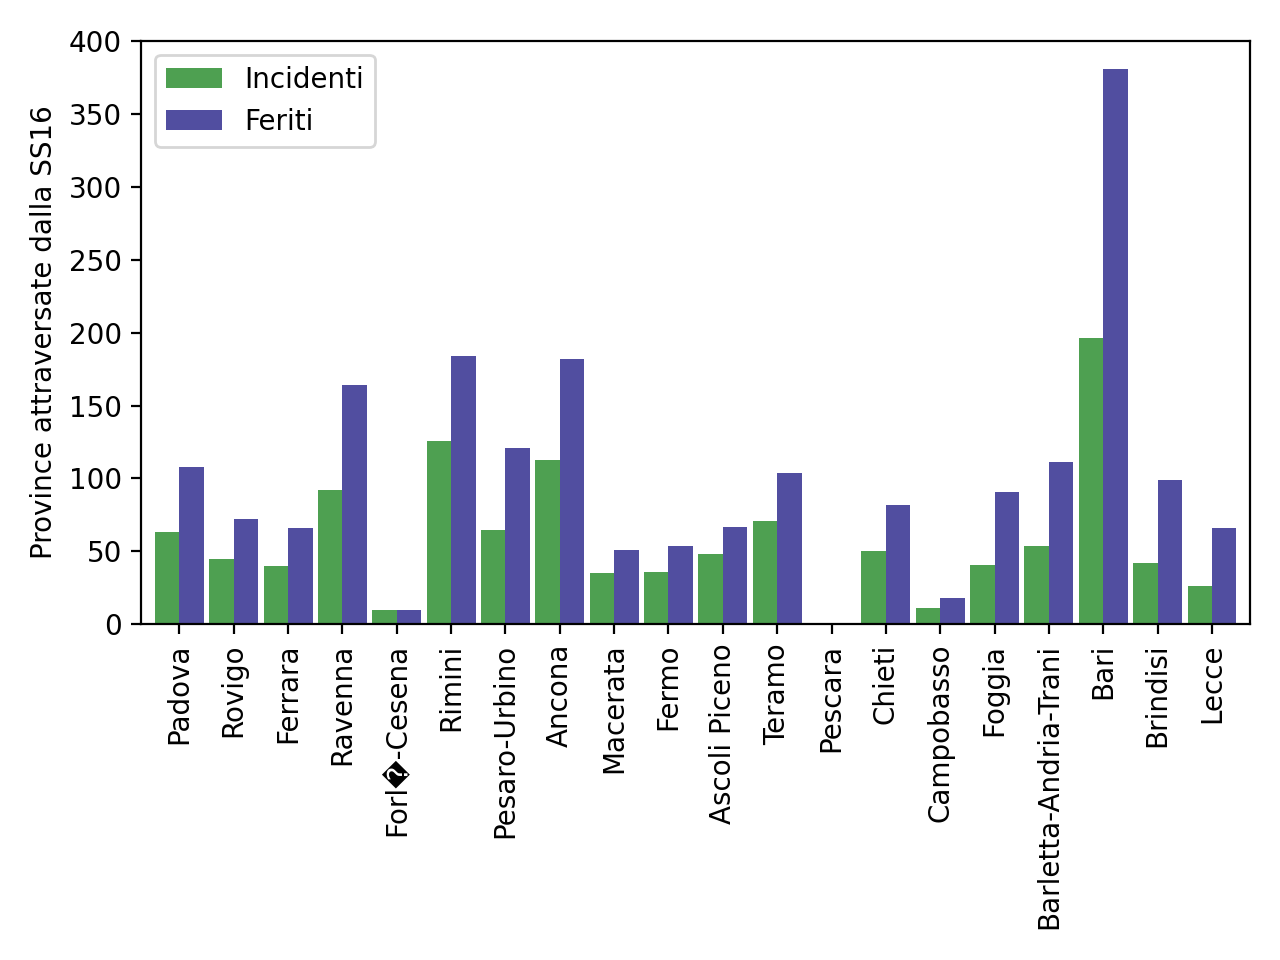 Incidenti
Feriti
Province attraversate dalla SS16
400
350
300
250
200
150
100
50
0
Padova
Rovigo
Ferrara
Ravenna
Forl�-Cesena
Rimini
Pesaro-Urbino
Ancona
Macerata
Fermo
Ascoli Piceno
Teramo
Pescara
Chieti
Campobasso
Foggia
Barletta-Andria-Trani
Bari
Brindisi
Lecce